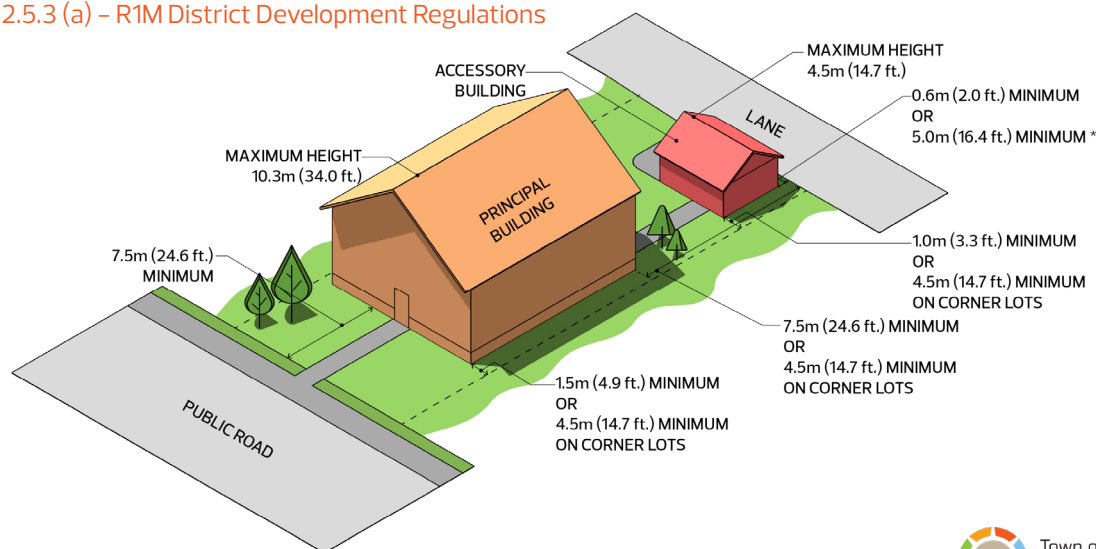 2.5.3 (a) - R1M District Development Regulations
ACCESSORY
BUILDING
MAXIMUM HEIGHT
4.5m (14.7 ft.)
0.6m (2.0 ft.) MINIMUM
OR
5.0m (16.4 ft.) MINIMUM *
LANE
MAXIMUM HEIGHT
10.3m (34.0 ft.)
PRINCIPAL
BUILDING
7.5m (24.6 ft.)
MINIMUM
1.0m (3.3 ft.) MINIMUM
OR
4.5m (14.7 ft.) MINIMUM
ON CORNER LOTS
7.5m (24.6 ft.) MINIMUM
OR
4.5m (14.7 ft.) MINIMUM
ON CORNER LOTS
1.5m (4.9 ft.) MINIMUM
OR
4.5m (14.7 ft.) MINIMUM
ON CORNER LOTS
PUBLIC ROAD
Town